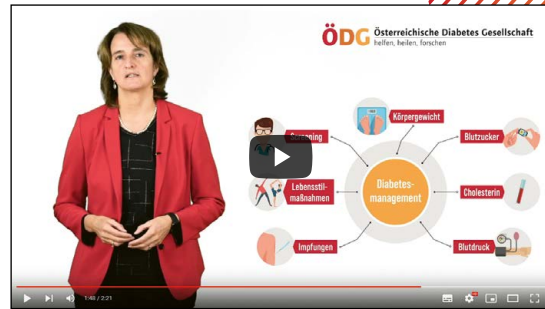 ÖDG Österreichische Diabetes Gesellschaft
helfen, heilen, forschen
Körpergewicht
Screening
Blutzucker
Lebensstil-
maßnahmen
Diabetes-
management
Cholesterin
Impfungen
Blutdruck
1:48 / 2:21